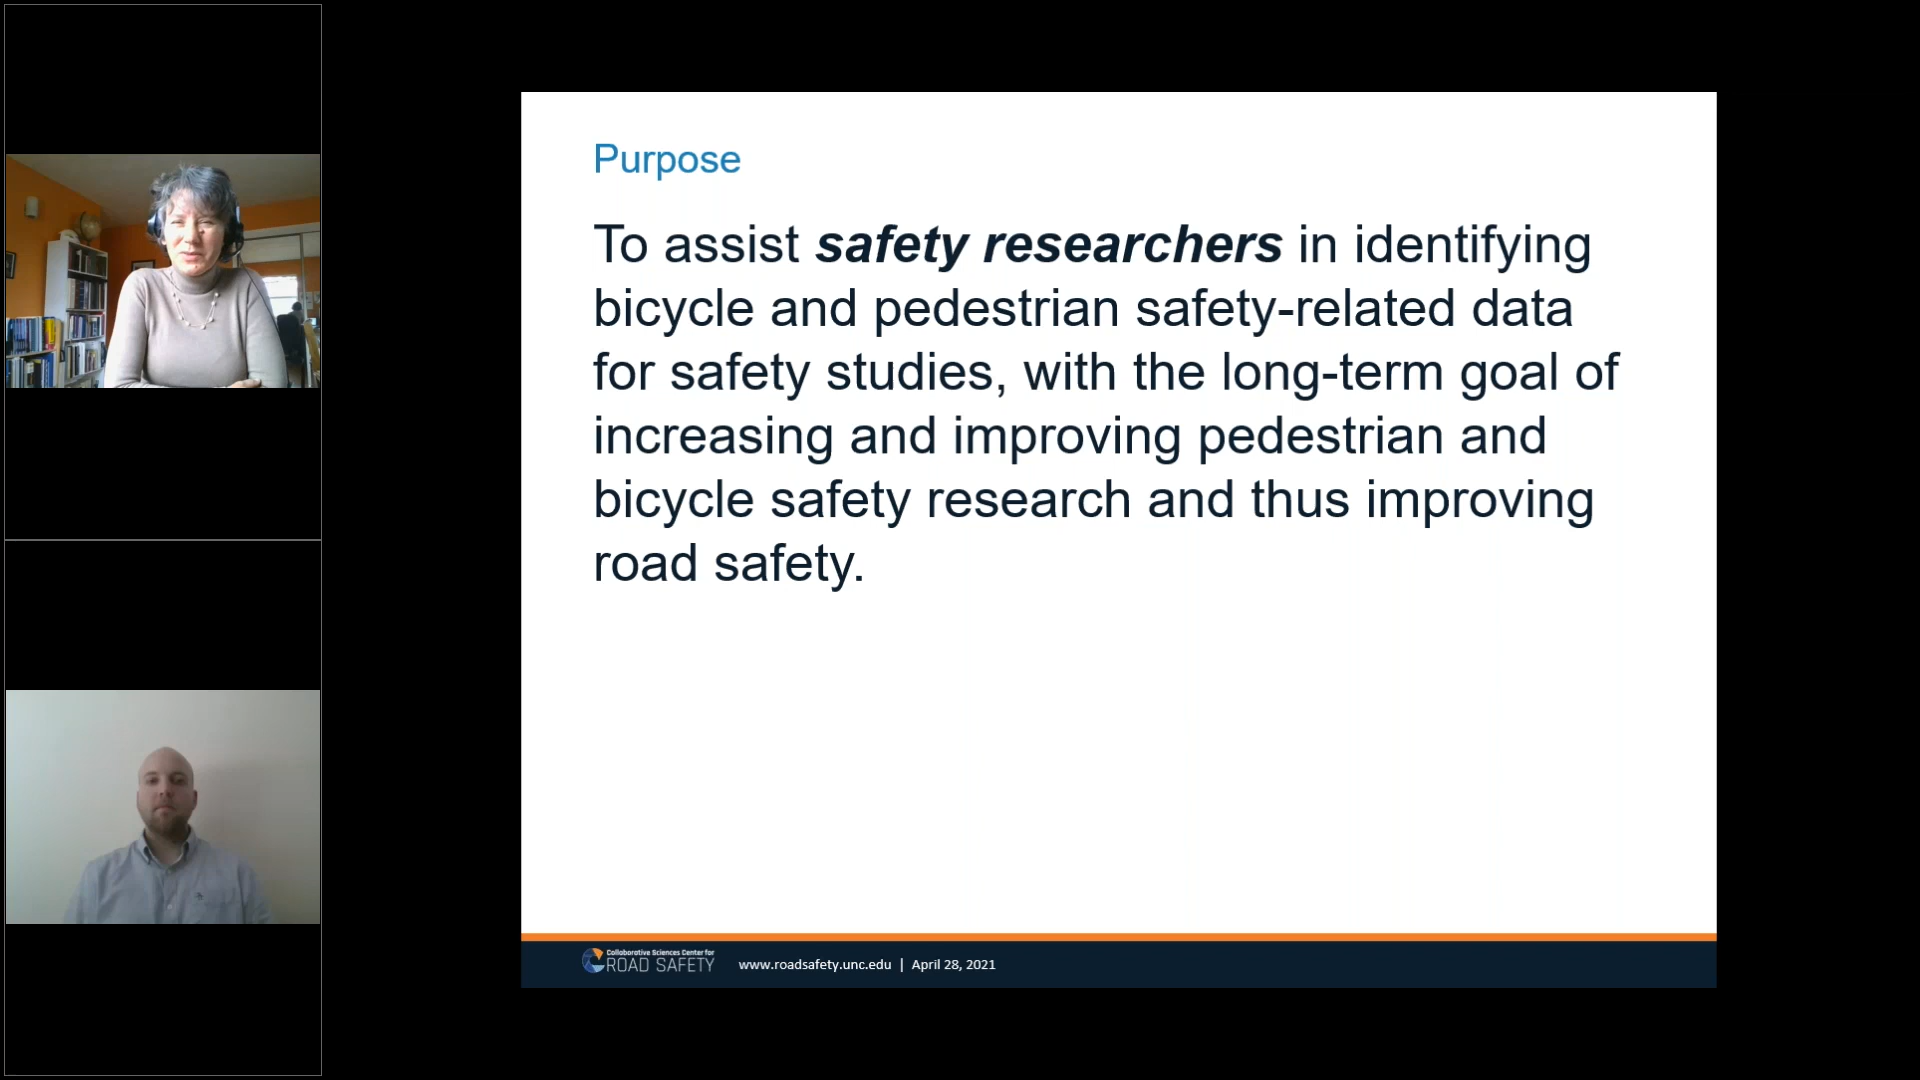 Purpose
To assist safety researchers in identifying
bicycle and pedestrian safety-related data
for safety studies, with the long-term goal of
increasing and improving pedestrian and
bicycle safety research and thus improving
road safety.
Collaborative Sciences Center for
ROAD SAFETY
www.roadsafety.unc.edu | April 28, 2021